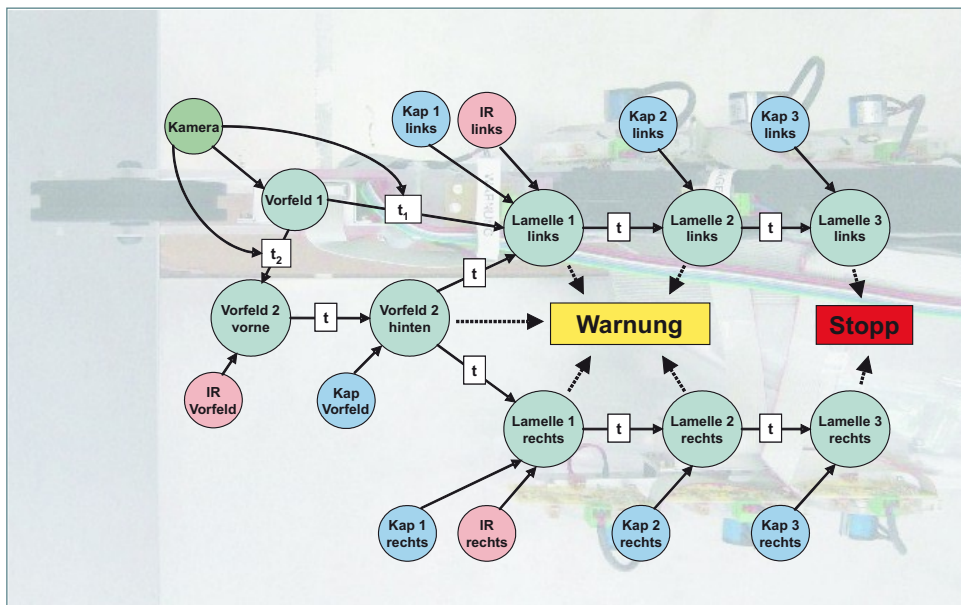 Kamera
Kap 1
links
IR
links
Kap 2
links
Kap 3
links
Vorfeld 1
t1
Lamelle 1
links
t
Lamelle 2
links
t
Lamelle 3
links
t2
t
Vorfeld 2
vorne
t
Vorfeld 2
hinten
Warnung
Stopp
t
IR
Vorfeld
Kap
Vorfeld
Lamelle 1
rechts
t
Lamelle 2
rechts
t
Lamelle 3
rechts
Kap 1
rechts
IR
rechts
Kap 2
rechts
Kap 3
rechts